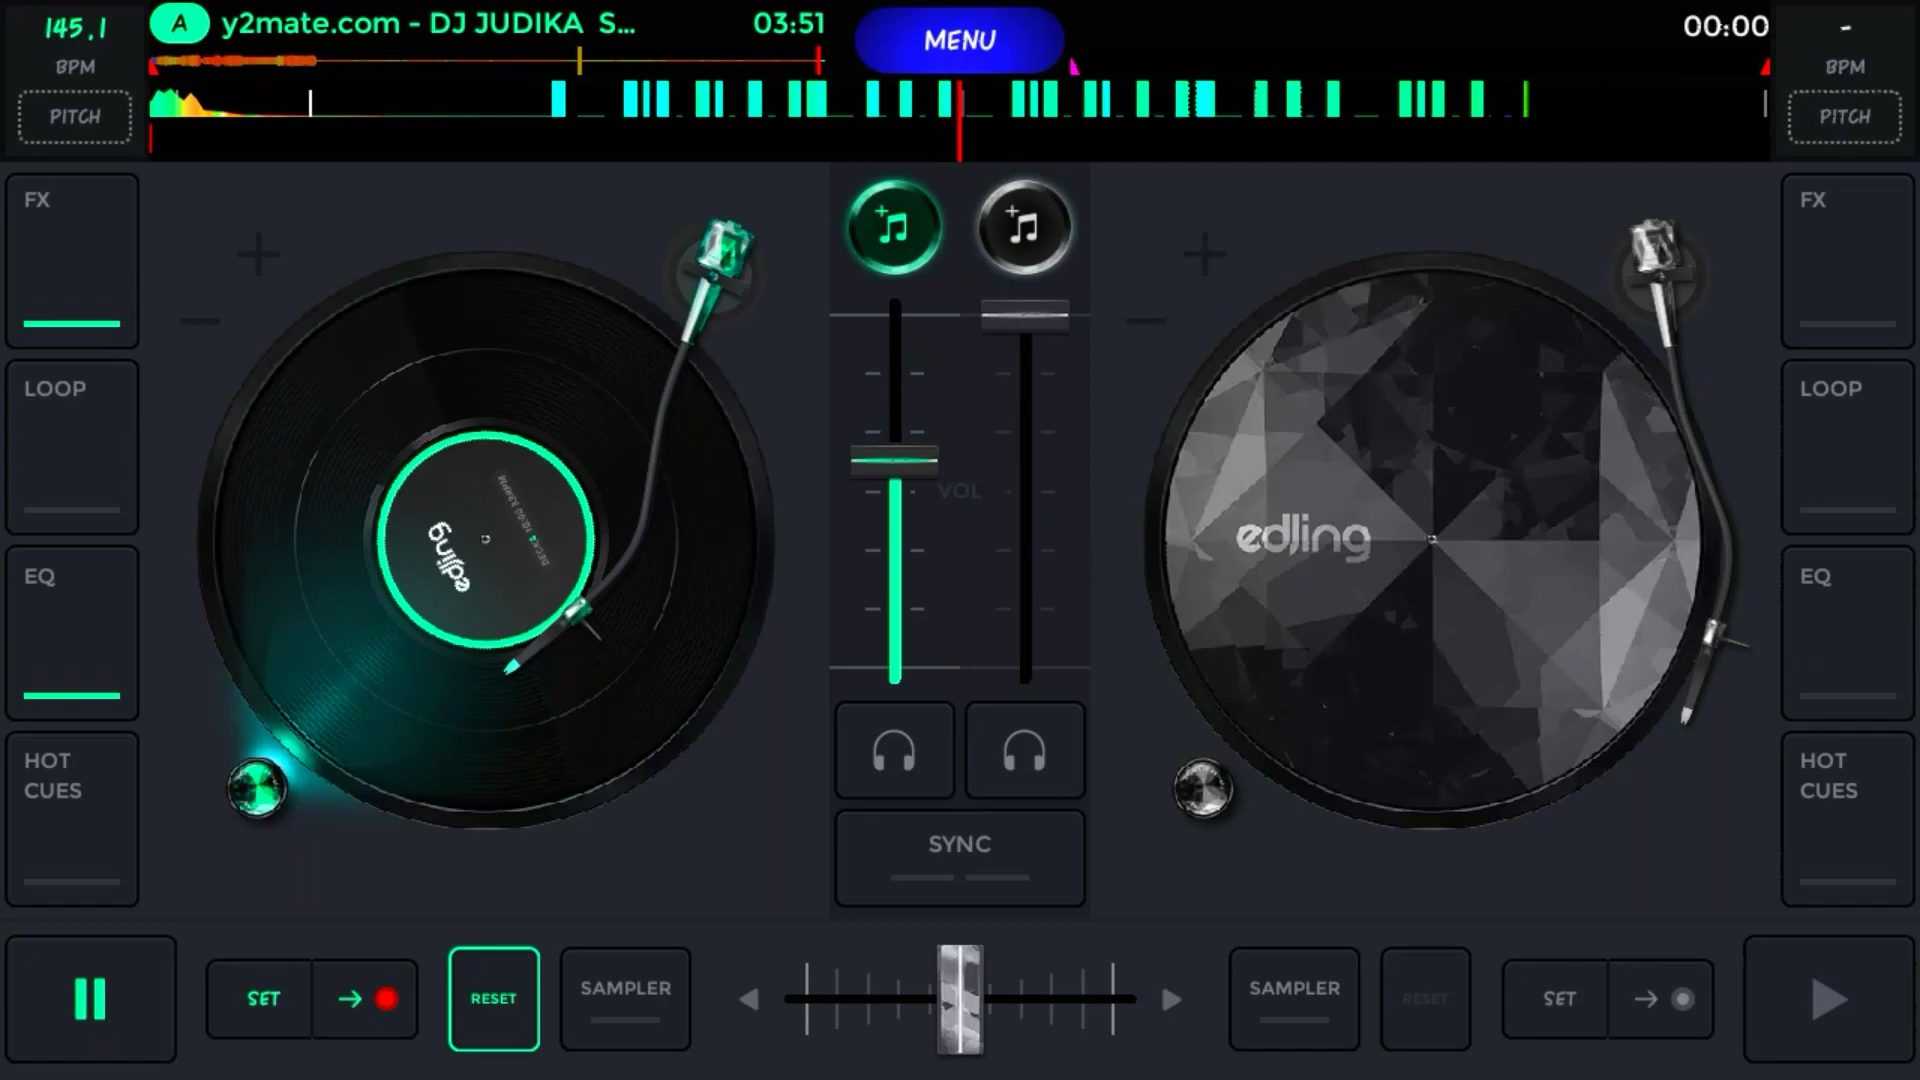 145.1
BPM
PITCH
A y2mate.com - DJ JUDIKA S... 03:51
MENU
00:00
-
BPM
PITCH
FX
LOOP
EQ
HOT
CUES
edjing
VOL
SYNC
edjing
FX
LOOP
EQ
HOT
CUES
SET
RESET
SAMPLER
SAMPLER
RESET
SET